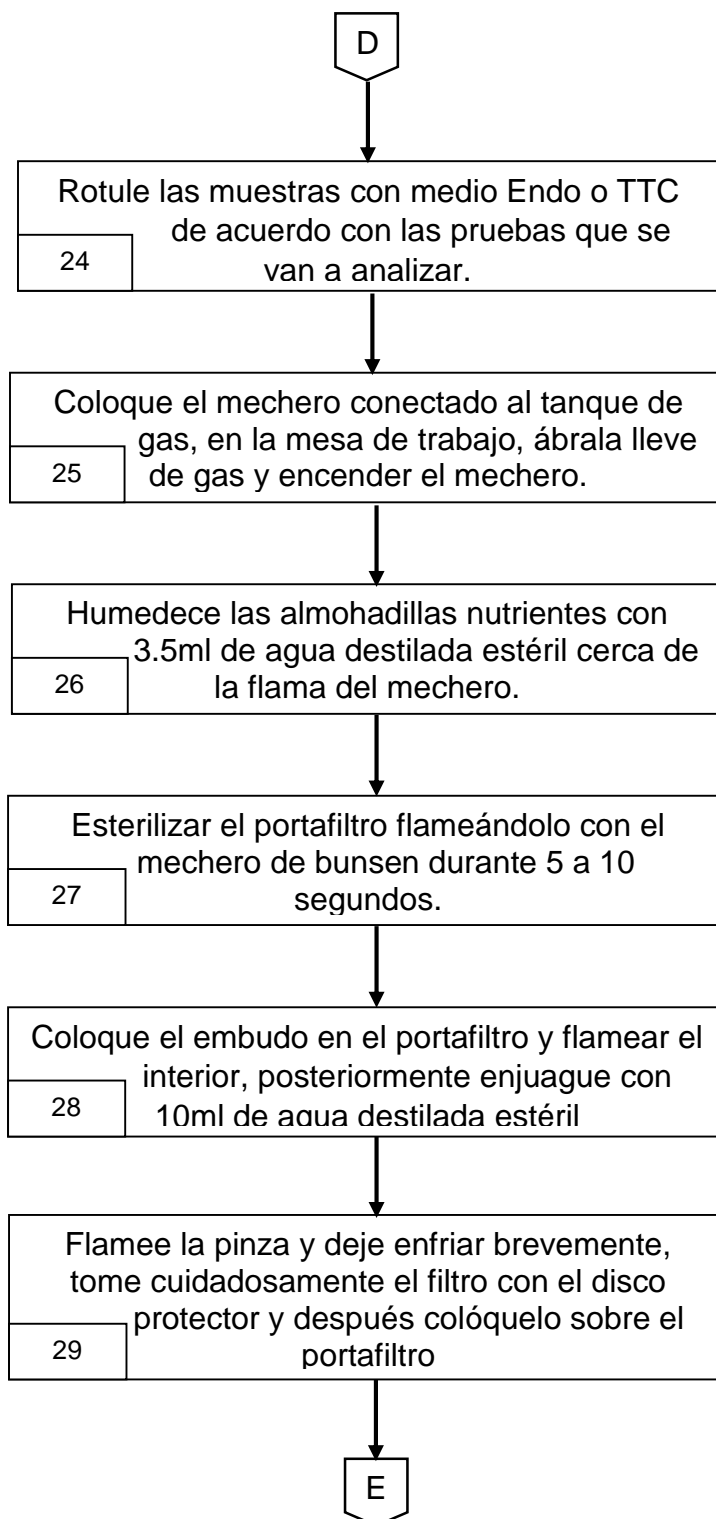 D
Rotule las muestras con medio Endo o TTC
de acuerdo con las pruebas que se
van a analizar.
24
Coloque el mechero conectado al tanque de
gas, en la mesa de trabajo, ábrala lleve
de gas y encender el mechero.
25
Humedece las almohadillas nutrientes con
3.5ml de agua destilada estéril cerca de
la flama del mechero.
26
Esterilizar el portafiltro flameándolo con el
mechero de bunsen durante 5 a 10
segundos.
27
Coloque el embudo en el portafiltro y flamear el
interior, posteriormente enjuague con
10ml de agua destilada estéril
28
Flamee la pinza y deje enfriar brevemente,
tome cuidadosamente el filtro con el disco
protector y después colóquelo sobre el
portafiltro
29
E